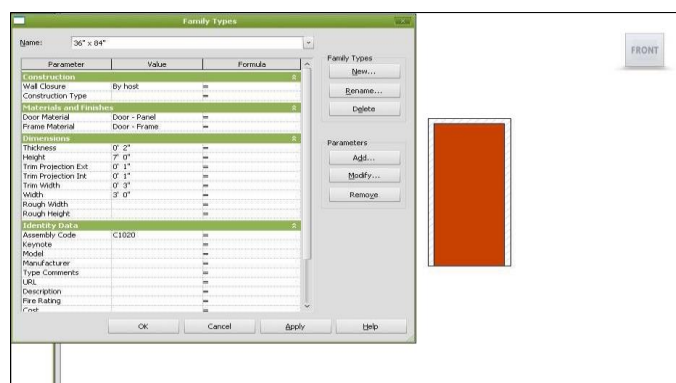 Family Types
Name: 36" x 84"
Parameter Value Formula
Construction
Wall Closure By host =
Construction Type =
Materials and Finishes
Door Material Door - Panel =
Frame Material Door - Frame =
Dimensions
Thickness 0' 2" =
Height 7' 0" =
Trim Projection Ext 0' 1" =
Trim Projection Int 0' 1" =
Trim Width 0' 3" =
Width 3' 0" =
Rough Width =
Rough Height =
Identity Data
Assembly Code C1020 =
Keynote =
Model =
Manufacturer =
Type Comments =
URL =
Description =
Fire Rating =
Cost =
Family Types
New...
Rename...
Delete
Parameters
Add...
Modify...
Remove
OK Cancel Apply Help
FRONT